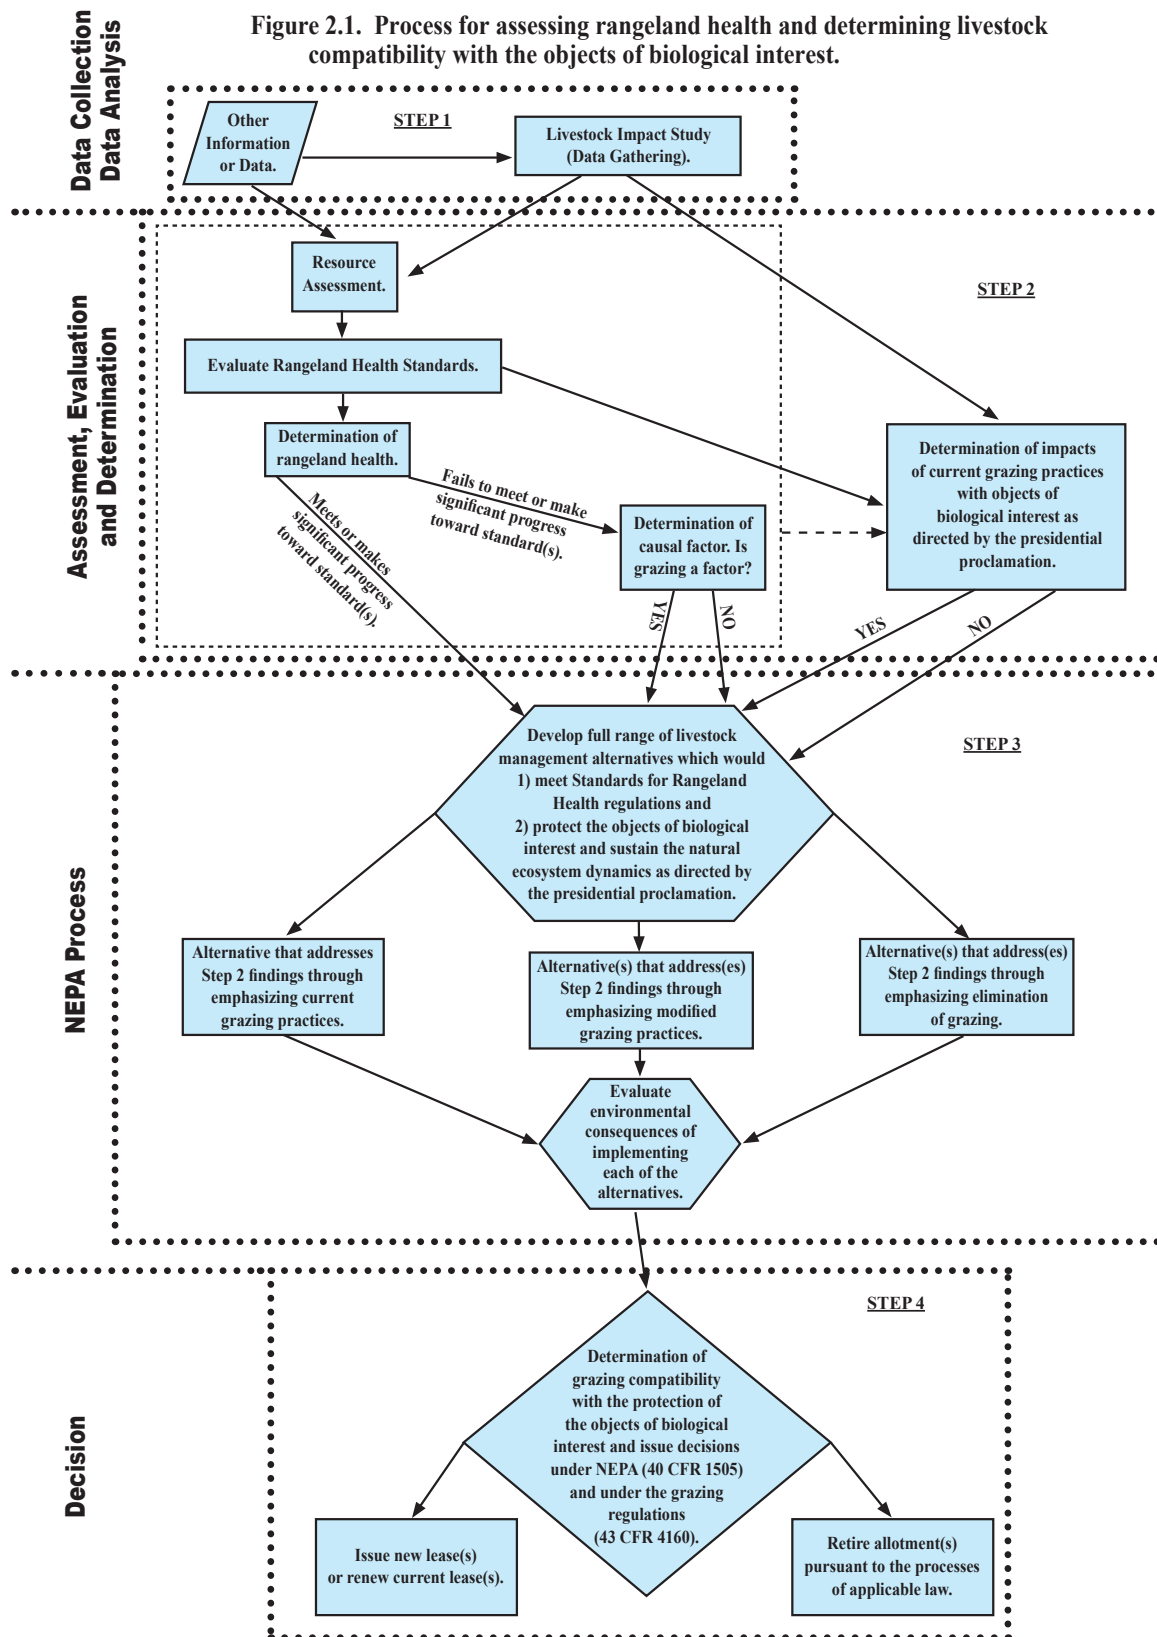 Figure 2.1.  Process for assessing rangeland health and determining livestock
compatibility with the objects of biological interest.
Data Collection
Data Analysis
STEP 1
Other
Information
or Data.
Livestock Impact Study
(Data Gathering).
Assessment, Evaluation
and Determination
STEP 2
Resource
Assessment.
Evaluate Rangeland Health Standards.
Determination of
rangeland health.
Meets or makes
significant progress
toward standard(s).
Fails to meet or make
significant progress
toward standard(s).
Determination of
causal factor. Is
grazing a factor?
YES
NO
Determination of impacts
of current grazing practices
with objects of
biological interest as
directed by the presidential
proclamation.
YES
NO
NEPA Process
STEP 3
Develop full range of livestock
management alternatives which would
1) meet Standards for Rangeland
Health regulations and
2) protect the objects of biological
interest and sustain the natural
ecosystem dynamics as directed by
the presidential proclamation.
Alternative that addresses
Step 2 findings through
emphasizing current
grazing practices.
Alternative(s) that address(es)
Step 2 findings through
emphasizing modified
grazing practices.
Alternative(s) that address(es)
Step 2 findings through
emphasizing elimination
of grazing.
Evaluate
environmental
consequences of
implementing
each of the
alternatives.
Decision
STEP 4
Determination of
grazing compatibility
with the protection of
the objects of biological
interest and issue decisions
under NEPA (40 CFR 1505)
and under the grazing
regulations
(43 CFR 4160).
Issue new lease(s)
or renew current lease(s).
Retire allotment(s)
pursuant to the processes
of applicable law.